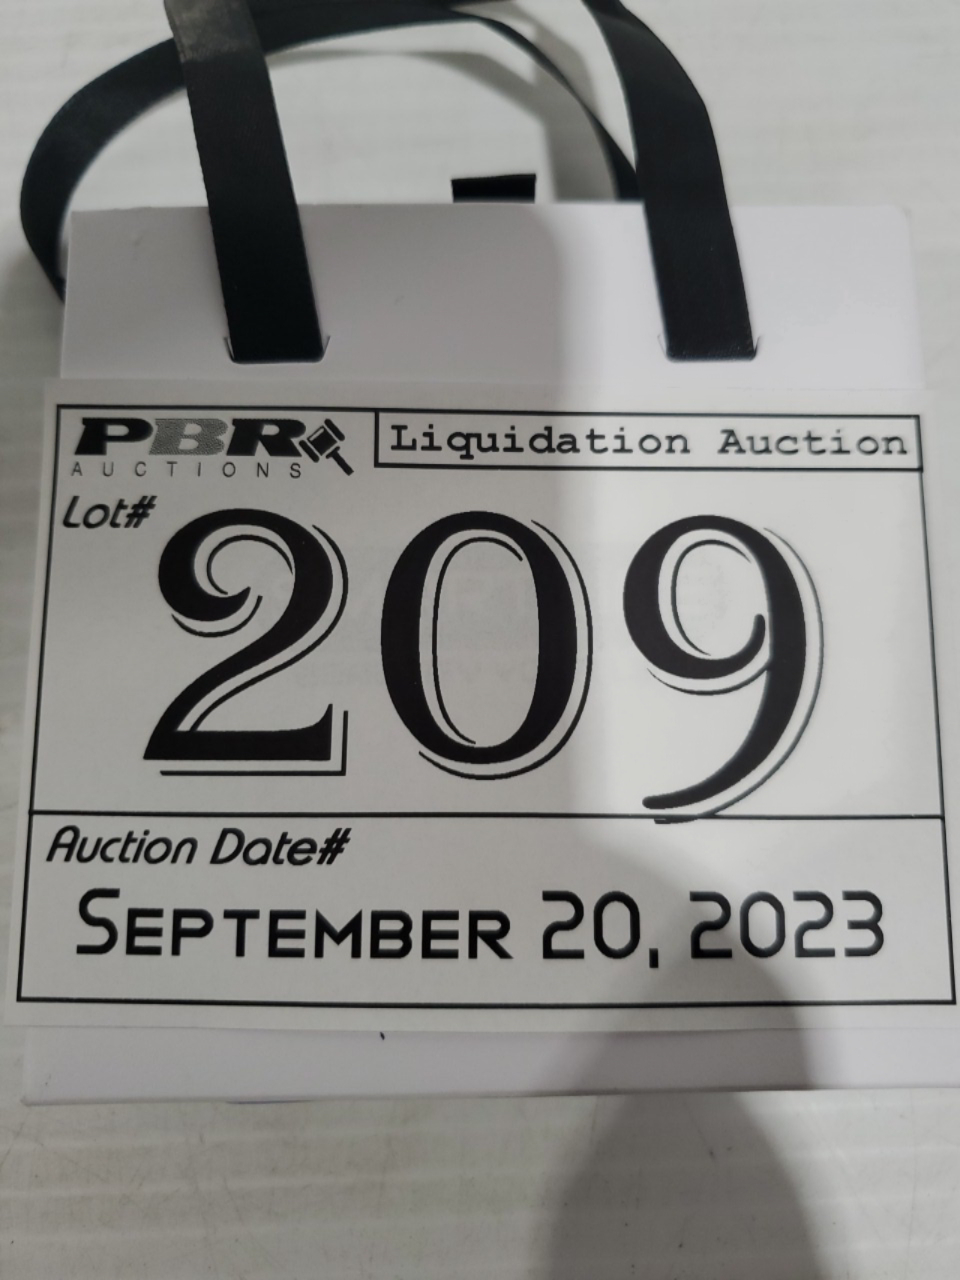 PBR
AUCTIONS
Liquidation Auction
Lot#
209
Auction Date#
SEPTEMBER 20, 2023